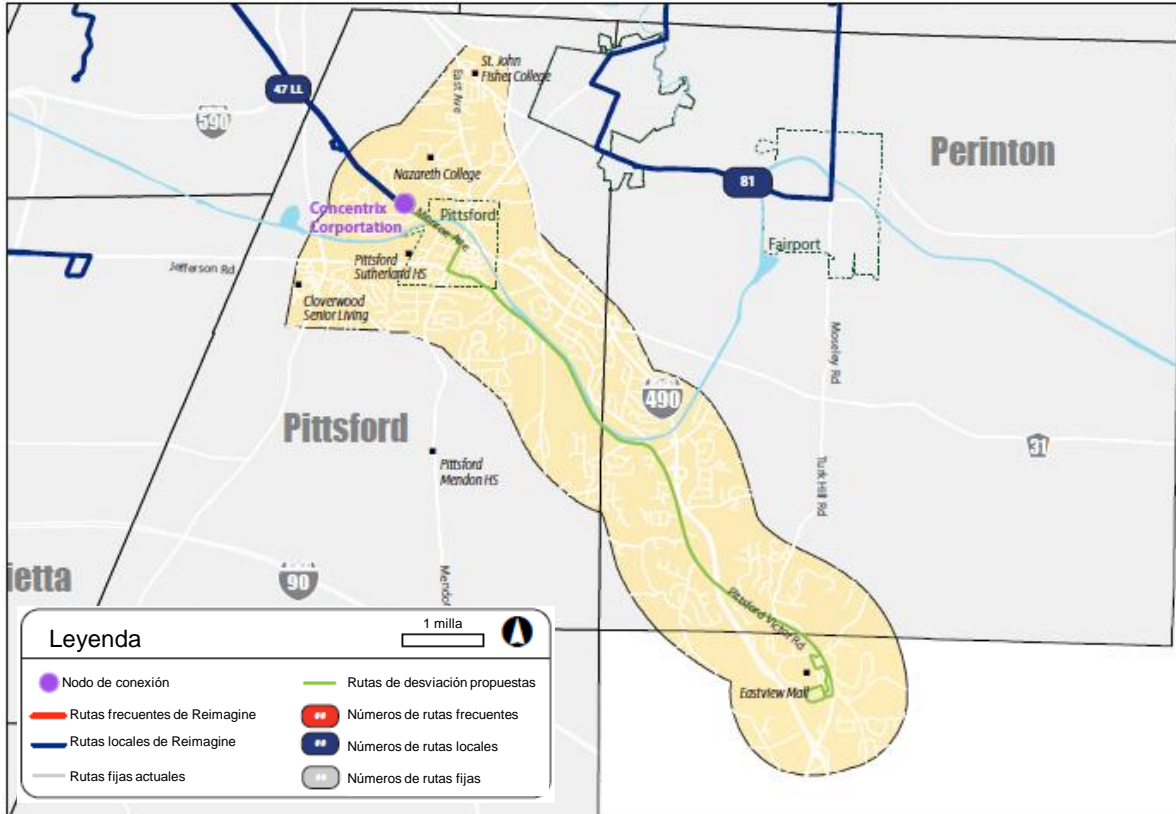 St. John
Fisher College
East Ave
47 LL
590
Perinton
Nazareth College
81
Concentrix
Corportation
Monroe Ave
Pittsford
Fairport
Pittsford
Sutherland HS
Jefferson Rd
Cloverwood
Senior Living
Moseley Rd
490
Pittsford
31
Pittsford
Mendon HS
Turk Hill Rd
ietta
90
Mendo
Pittsford Victor Rd
Eastview Mall
Leyenda
1 milla
Nodo de conexión
Rutas de desviación propuestas
Rutas frecuentes de Reimagine
## Números de rutas frecuentes
Rutas locales de Reimagine
## Números de rutas locales
Rutas fijas actuales
## Números de rutas fijas